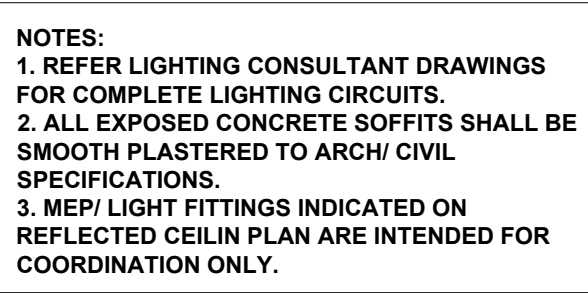 NOTES:
1. REFER LIGHTING CONSULTANT DRAWINGS
FOR COMPLETE LIGHTING CIRCUITS.
2. ALL EXPOSED CONCRETE SOFFITS SHALL BE
SMOOTH PLASTERED TO ARCH/ CIVIL
SPECIFICATIONS.
3. MEP/ LIGHT FITTINGS INDICATED ON
REFLECTED CEILIN PLAN ARE INTENDED FOR
COORDINATION ONLY.